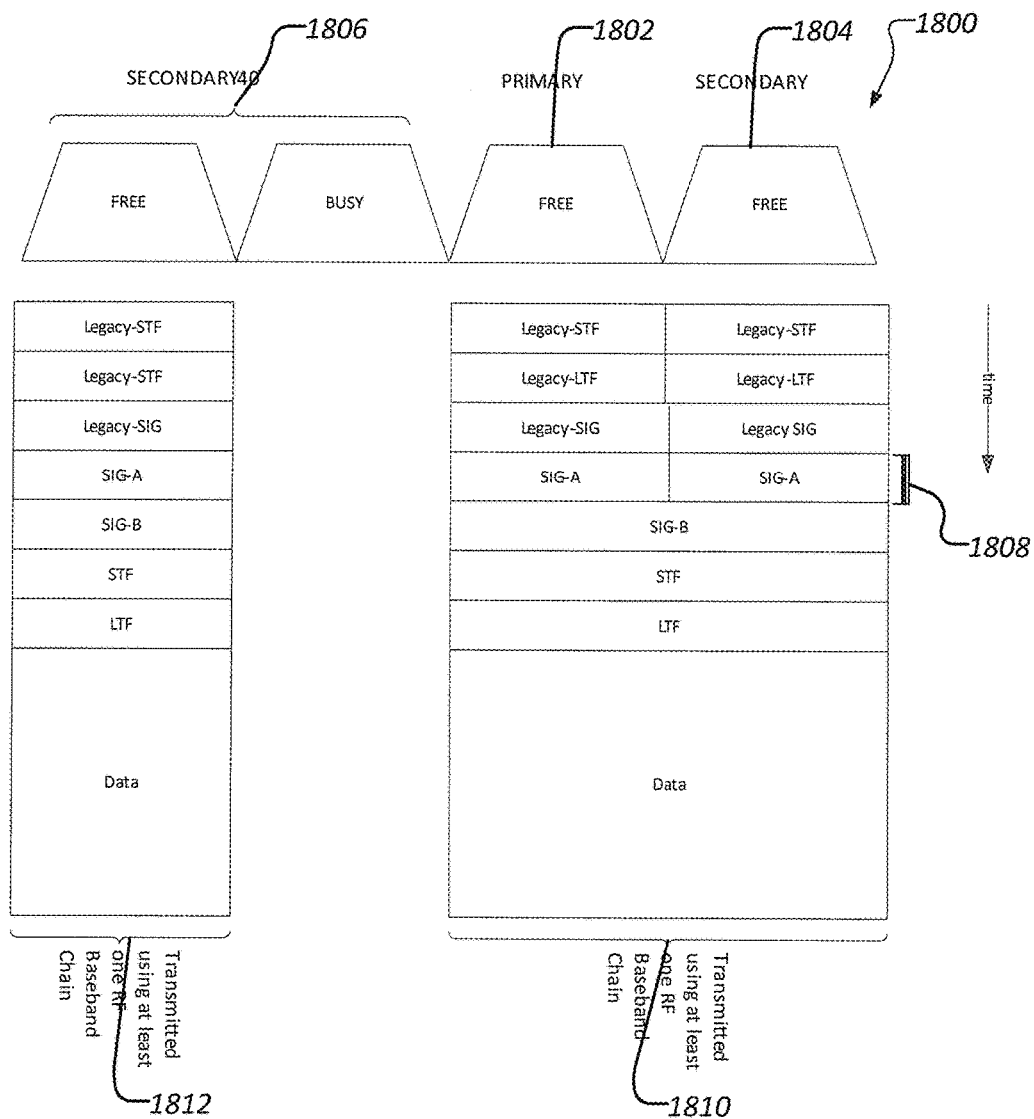 1806
1802
1804
1800
SECONDARY40
PRIMARY
SECONDARY
FREE
BUSY
FREE
FREE
Legacy-STF
Legacy-STF
Legacy-SIG
SIG-A
SIG-B
STF
LTF
Data
Legacy-STF
Legacy-STF
Legacy-LTF
Legacy-LTF
Legacy-SIG
Legacy SIG
SIG-A
SIG-A
SIG-B
STF
LTF
Data
time
1808
Transmitted
using at least
one RF
Baseband
Chain
1812
Transmitted
using at least
one RF
Baseband
Chain
1810